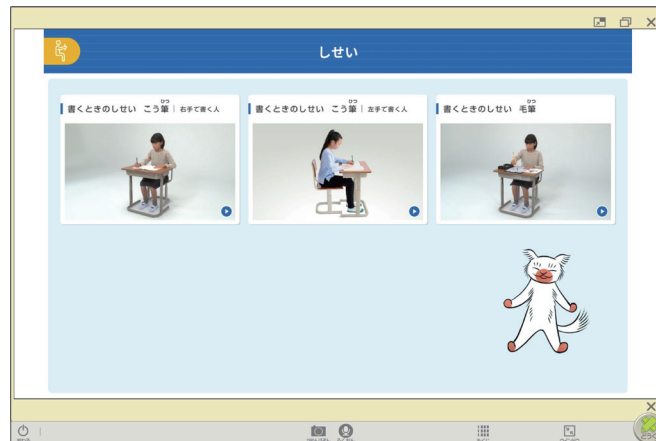 しせい
書くときのしせい こう筆 | 右手で書く人
書くときのしせい こう筆 | 左手で書く人
書くときのしせい 毛筆